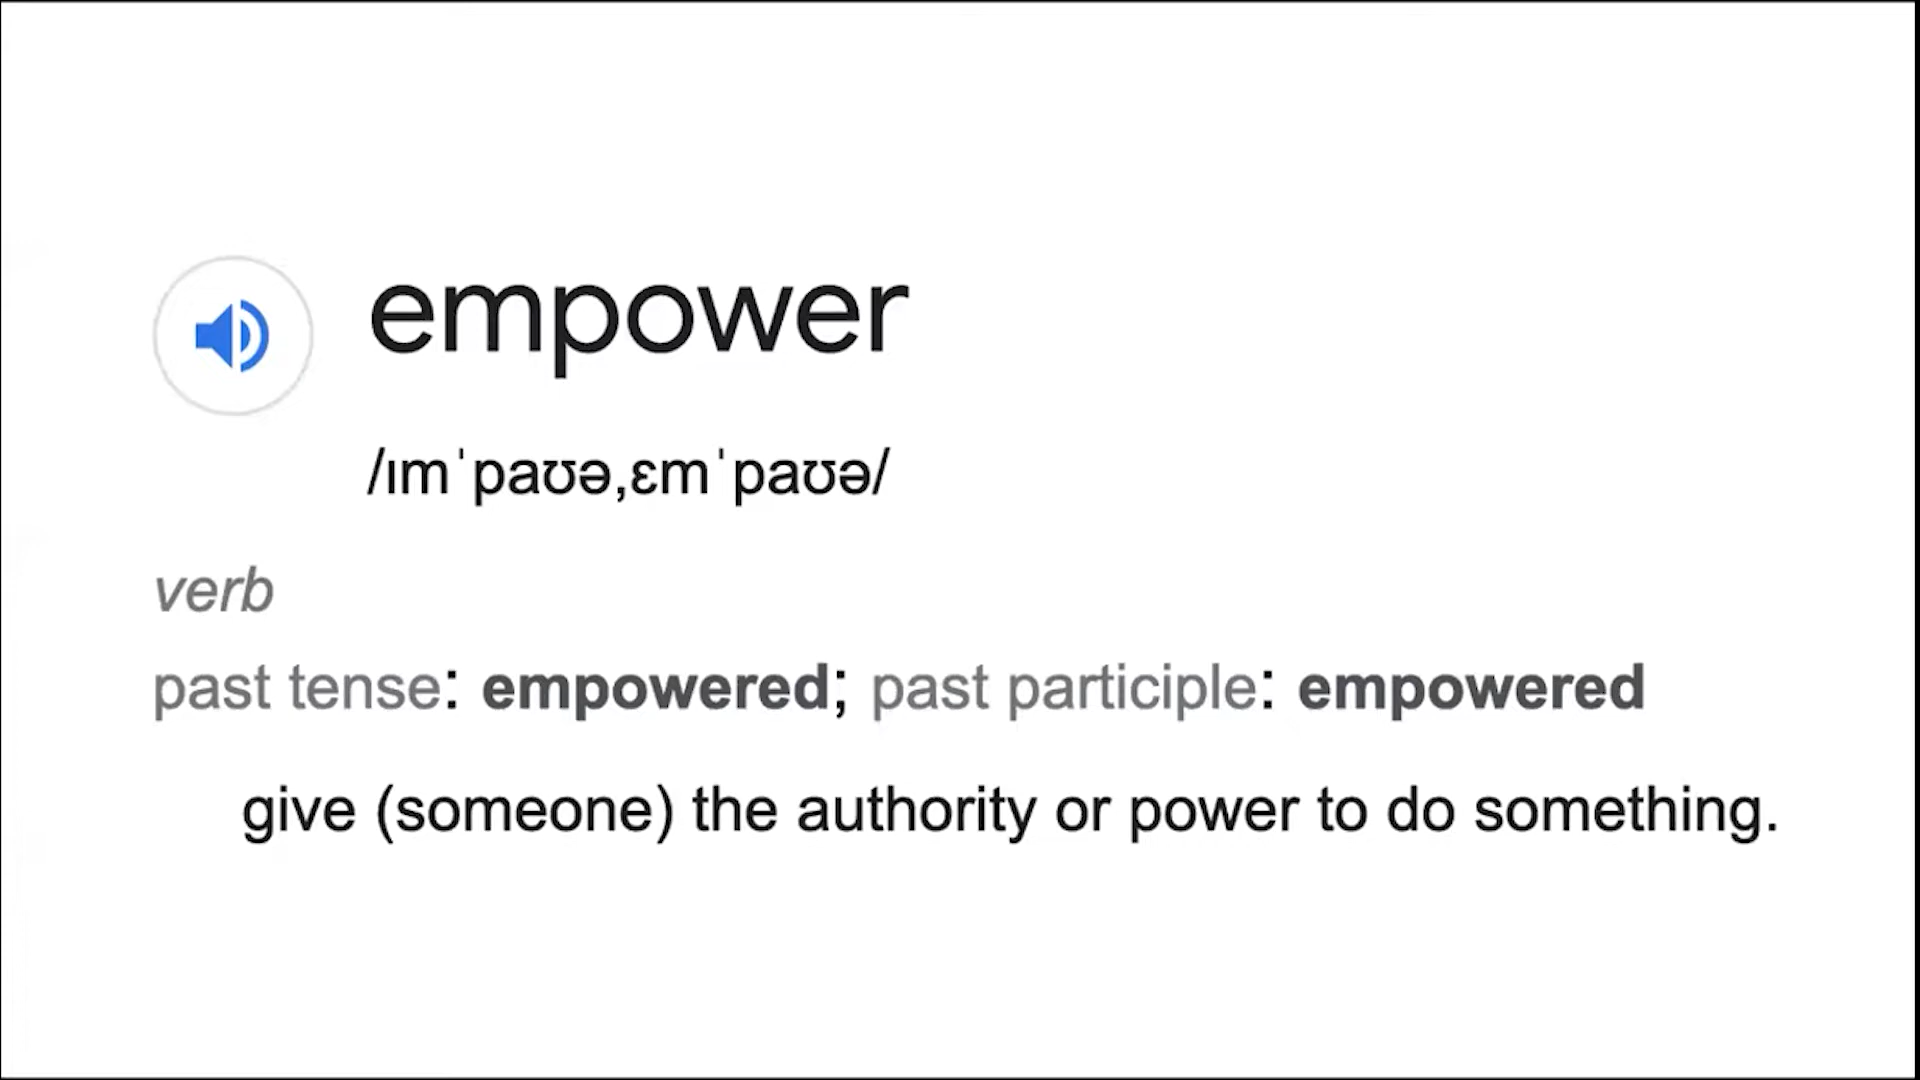 empower
/ɪmˈpaʊə,ɛmˈpaʊə/
verb
past tense: empowered; past participle: empowered
give (someone) the authority or power to do something.